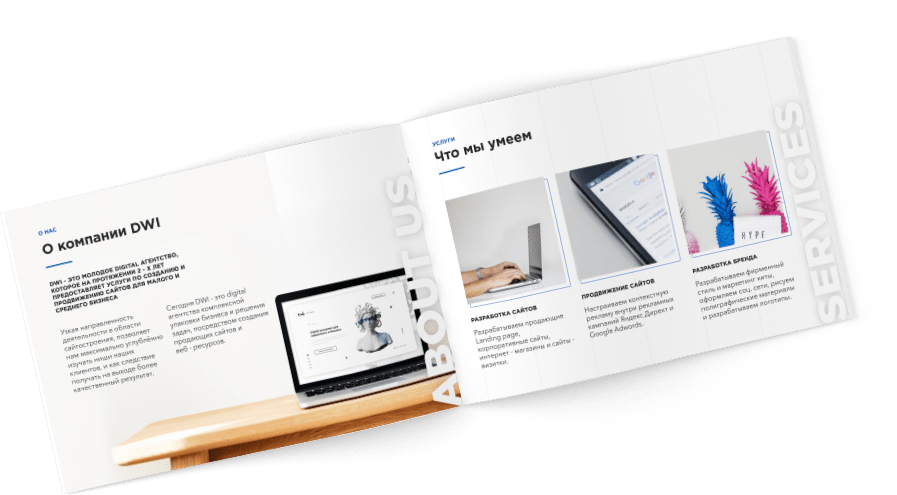 О НАС
О компании DWI
DWI - ЭТО МОЛОДОЕ DIGITAL АГЕНТСТВО,
КОТОРОЕ НА ПРОТЯЖЕНИИ 2 - Х ЛЕТ
ПРЕДОСТАВЛЯЕТ УСЛУГИ ПО СОЗДАНИЮ И
ПРОДВИЖЕНИЮ САЙТОВ ДЛЯ МАЛОГО И
СРЕДНЕГО БИЗНЕСА
Узкая направленность
деятельности в области
сайтостроения, позволяет
нам максимально углублённо
изучать ниши наших
клиентов, и как следствие
получать на выходе более
качественный результат.
Сегодня DWI - это digital
агентства комплексной
упаковки бизнеса и решения
задач, посредством создания
продающих сайтов и
веб - ресурсов.
ABOUT US
УСЛУГИ
Что мы умеем
Google
РАЗРАБОТКА САЙТОВ
Разрабатываем продающие
Landing page,
корпоративные сайты,
интернет - магазины и сайты -
визитки.
ПРОДВИЖЕНИЕ САЙТОВ
Настраиваем контекстную
рекламу внутри рекламных
кампаний Яндекс Директ и
Google Adwords.
HYPE
РАЗРАБОТКА БРЕНДА
Разрабатываем фирменный
стиль и маркетинг киты,
оформляем соц. сети, рисуем
полиграфические материалы
и разрабатываем логотипы.
SERVICES